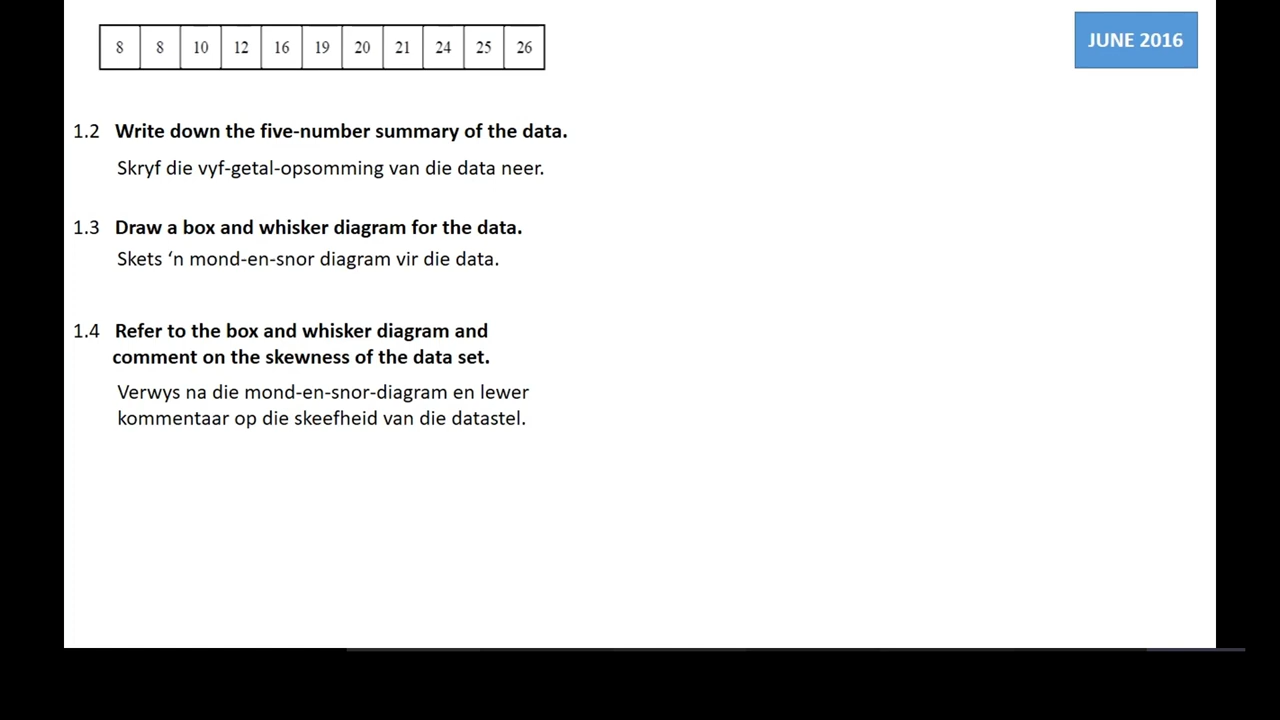 8 8 10 12 16 19 20 21 24 25 26
JUNE 2016
1.2 Write down the five-number summary of the data.
Skryf die vyf-getal-opsomming van die data neer.
1.3 Draw a box and whisker diagram for the data.
Skets ‘n mond-en-snor diagram vir die data.
1.4 Refer to the box and whisker diagram and
comment on the skewness of the data set.
Verwys na die mond-en-snor-diagram en lewer
kommentaar op die skeefheid van die datastel.